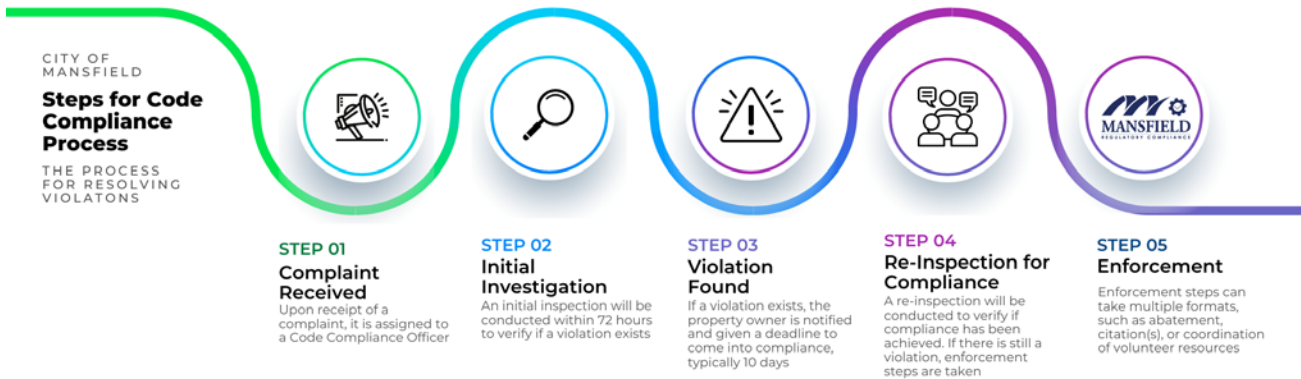 CITY OF
MANSFIELD
Steps for Code
Compliance
Process
THE PROCESS
FOR RESOLVING
VIOLATONS
MANSFIELD
REGULATORY COMPLIANCE
STEP 01
Complaint
Received
Upon receipt of a
complaint, it is assigned to
a Code Compliance Officer
STEP 02
Initial
Investigation
An initial inspection will be
conducted within 72 hours
to verify if a violation exists
STEP 03
Violation
Found
If a violation exists, the
property owner is notified
and given a deadline to
come into compliance,
typically 10 days
STEP 04
Re-Inspection for
Compliance
A re-inspection will be
conducted to verify if
compliance has been
achieved. If there is still a
violation, enforcement
steps are taken
STEP 05
Enforcement
Enforcement steps can
take multiple formats,
such as abatement,
citation(s), or coordination
of volunteer resources